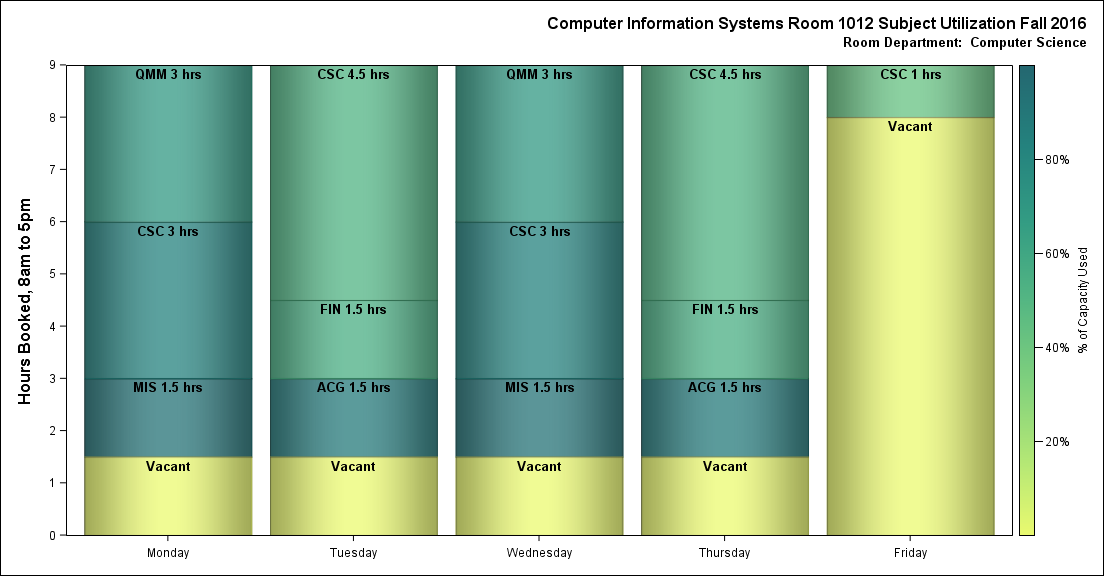 Computer Information Systems Room 1012 Subject Utilization Fall 2016
Room Department:  Computer Science
Hours Booked, 8am to 5pm
9
8
7
6
5
4
3
2
1
0
QMM 3 hrs
CSC 3 hrs
MIS 1.5 hrs
Vacant
CSC 4.5 hrs
FIN 1.5 hrs
ACG 1.5 hrs
Vacant
QMM 3 hrs
CSC 3 hrs
MIS 1.5 hrs
Vacant
CSC 4.5 hrs
FIN 1.5 hrs
ACG 1.5 hrs
Vacant
CSC 1 hrs
Vacant
Monday
Tuesday
Wednesday
Thursday
Friday
80%
60%
40%
20%
% of Capacity Used